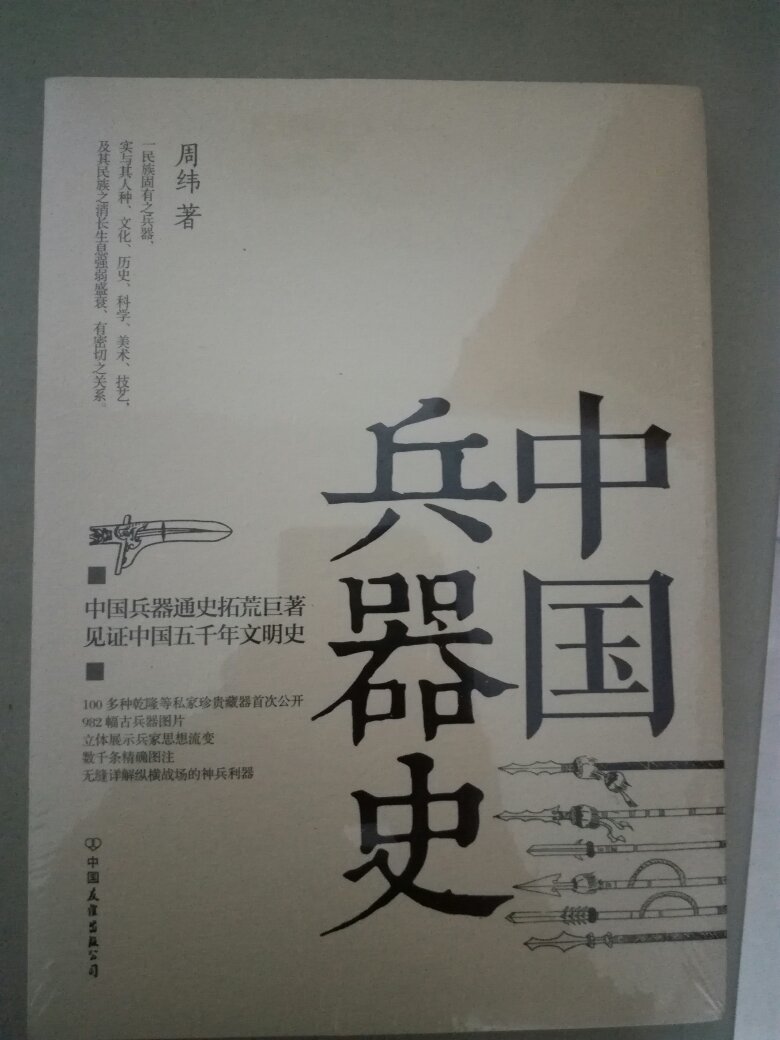 中国
兵器史
周纬 著
一民族固有之兵器，
实与其人种、文化、历史、科学、美术、技艺，
及其民族之消长生息强弱盛衰、有密切之关系。
中国兵器通史拓荒巨著
见证中国五千年文明史
100多种乾隆等私家珍贵藏器首次公开
982幅古兵器图片
立体展示兵家思想流变
数千条精确图注
无缝详解纵横战场的神兵利器
中国友谊出版公司